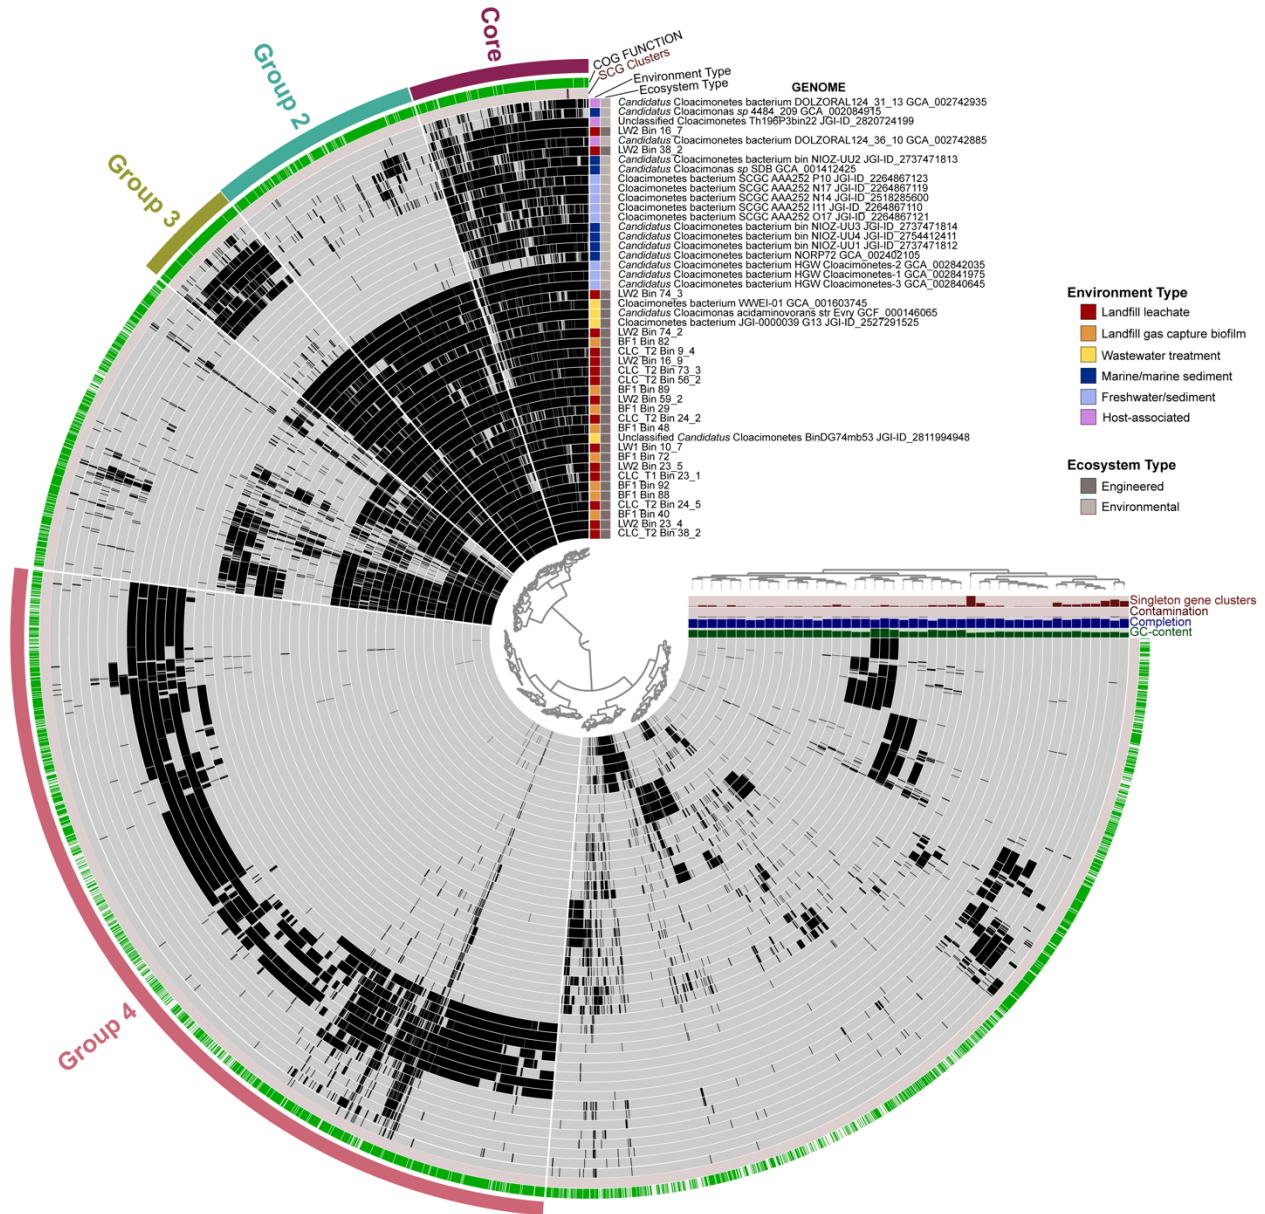 Core
Group 2
Group 3
Group 4
COG FUNCTION
SCG Clusters
Environment Type
Ecosystem Type
GENOME
Candidatus Cloacimonetes bacterium DOLZORAL124_31_13 GCA_002742935
Candidatus Cloacimonas sp 4484_209 GCA_002084915
Unclassified Cloacimonetes Th196P3bin22 JGI-ID_2820724199
LW2 Bin 16_7
Candidatus Cloacimonetes bacterium DOLZORAL124_36_10 GCA_002742885
LW2 Bin 38_2
Candidatus Cloacimonetes bacterium bin NIOZ-UU2 JGI-ID_2737471813
Candidatus Cloacimonas sp SDB GCA_001412425
Cloacimonetes bacterium SCGC AAA252 P10 JGI-ID_2264867123
Cloacimonetes bacterium SCGC AAA252 N17 JGI-ID_2264867119
Cloacimonetes bacterium SCGC AAA252 N14 JGI-ID_2518285600
Cloacimonetes bacterium SCGC AAA252 I11 JGI-ID_2264867110
Cloacimonetes bacterium SCGC AAA252 O17 JGI-ID_2264867121
Candidatus Cloacimonetes bacterium bin NIOZ-UU3 JGI-ID_2737471814
Candidatus Cloacimonetes bacterium bin NIOZ-UU4 JGI-ID_2754412411
Candidatus Cloacimonetes bacterium bin NIOZ-UU1 JGI-ID_2737471812
Candidatus Cloacimonetes bacterium NORP72 GCA_002402105
Candidatus Cloacimonetes bacterium HGW Cloacimonetes-2 GCA_002842035
Candidatus Cloacimonetes bacterium HGW Cloacimonetes-1 GCA_002841975
Candidatus Cloacimonetes bacterium HGW Cloacimonetes-3 GCA_002840645
LW2 Bin 74_3
Cloacimonetes bacterium WWEI-01 GCA_001603745
Candidatus Cloacimonas acidaminovorans str Evry GCF_000146065
Cloacimonetes bacterium JGI-0000039 G13 JGI-ID_2527291525
LW2 Bin 74_2
BF1 Bin 82
CLC_T2 Bin 9_4
LW2 Bin 16_9
CLC_T2 Bin 73_3
CLC_T2 Bin 56_2
BF1 Bin 89
LW2 Bin 59_2
BF1 Bin 29
CLC_T2 Bin 24_2
BF1 Bin 48
Unclassified Candidatus Cloacimonetes BinDG74mb53 JGI-ID_2811994948
LW1 Bin 10_7
BF1 Bin 72
LW2 Bin 23_5
CLC_T1 Bin 23_1
BF1 Bin 92
BF1 Bin 88
CLC_T2 Bin 24_5
BF1 Bin 40
LW2 Bin 23_4
CLC_T2 Bin 38_2
Environment Type
Landfill leachate
Landfill gas capture biofilm
Wastewater treatment
Marine/marine sediment
Freshwater/sediment
Host-associated
Ecosystem Type
Engineered
Environmental
Singleton gene clusters
Contamination
Completion
GC-content